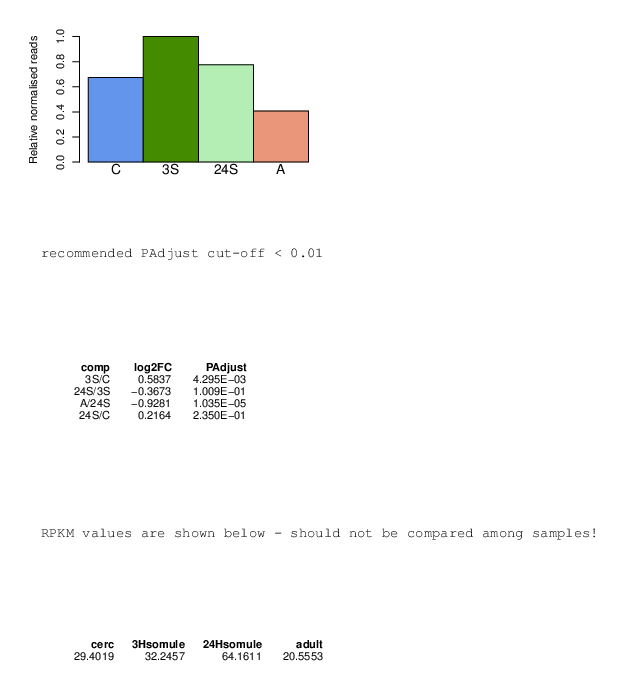 Relative normalised reads
1.0
0.8
0.6
0.4
0.2
0.0
C 3S 24S A
recommended PAdjust cut-off < 0.01
comp log2FC PAdjust
3S/C 0.5837 4.295E−03
24S/3S −0.3673 1.009E−01
A/24S −0.9281 1.035E−05
24S/C 0.2164 2.350E−01
RPKM values are shown below - should not be compared among samples!
cerc 3Hsomule 24Hsomule adult
29.4019 32.2457 64.1611 20.5553